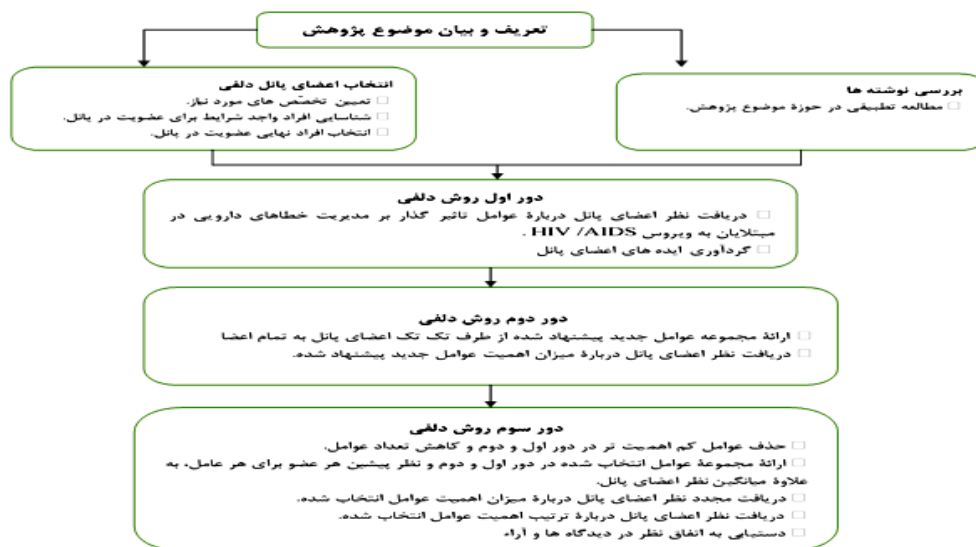 تعریف و بیان موضوع پژوهش
انتخاب اعضای پانل دلفی
□ تعیین تخصّص های مورد نیاز.
□ شناسایی افراد واجد شرایط برای عضویت در پانل.
□ انتخاب افراد نهایی عضویت در پانل.
بررسی نوشته ها
□ مطالعه تطبیقی در حوزهٔ موضوع پژوهش.
دور اول روش دلفی
□ دریافت نظر اعضای پانل دربارهٔ عوامل تاثیر گذار بر مدیریت خطاهای دارویی در
مبتلایان به ویروس HIV /AIDS .
□ گردآوری ایده های اعضای پانل
دور دوم روش دلفی
□ ارائهٔ مجموعه عوامل جدید پیشنهاد شده از طرف تک تک اعضای پانل به تمام اعضا
□ دریافت نظر اعضای پانل دربارهٔ میزان اهمیت عوامل جدید پیشنهاد شده.
دور سوم روش دلفی
□ حذف عوامل کم اهمیت تر در دور اول و دوم و کاهش تعداد عوامل.
□ ارائهٔ مجموعهٔ عوامل انتخاب شده در دور اول و دوم و نظر پیشین هر عضو برای هر عامل، به
علاوهٔ میانگین نظر اعضای پانل.
□ دریافت مجدد نظر اعضای پانل دربارهٔ میزان اهمیت عوامل انتخاب شده.
□ دریافت نظر اعضای پانل دربارهٔ ترتیب اهمیت عوامل انتخاب شده.
□ دستیابی به اتفاق نظر در دیدگاه ها و آراء